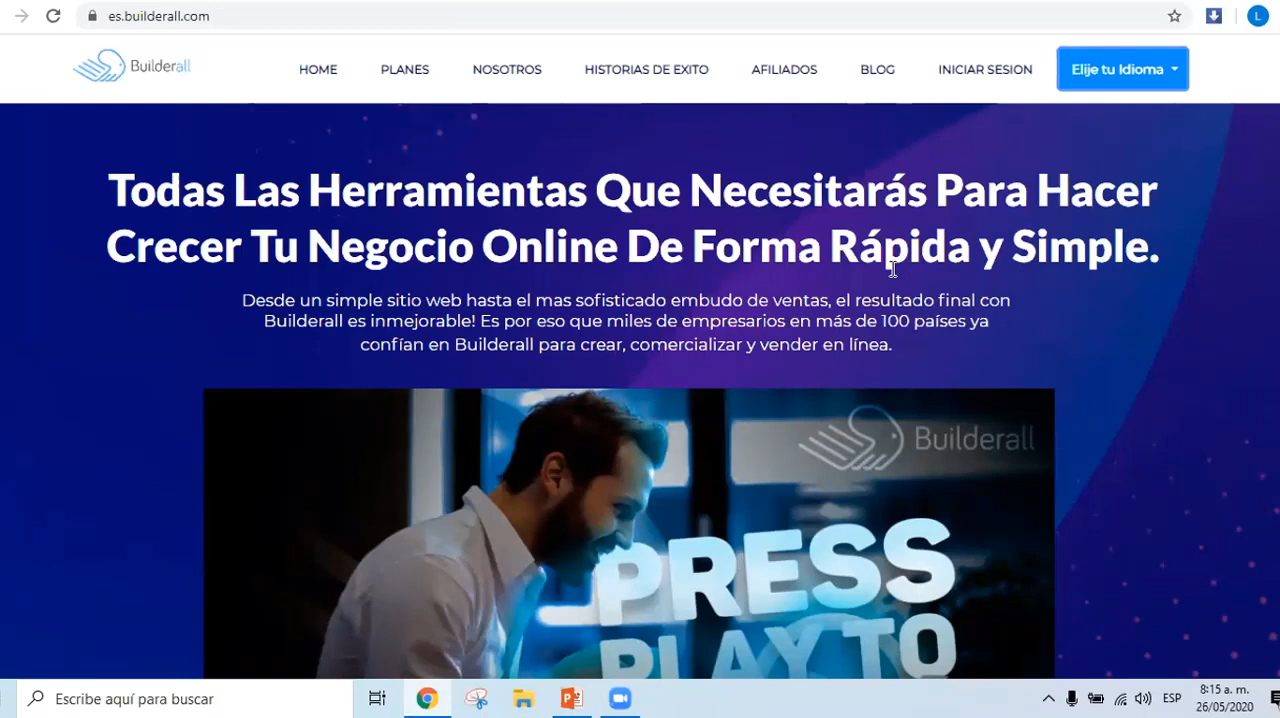 es.builderall.com
L
Builderall
HOME
PLANES
NOSOTROS
HISTORIAS DE EXITO
AFILIADOS
BLOG
INICIAR SESION
Elije tu Idioma
Todas Las Herramientas Que Necesitarás Para Hacer
Crecer Tu Negocio Online De Forma Rápida y Simple.
Desde un simple sitio web hasta el mas sofisticado embudo de ventas, el resultado final con
Builderall es inmejorable! Es por eso que miles de empresarios en más de 100 países ya
confían en Builderall para crear, comercializar y vender en línea.
Builderall
PRESS
PLAY TO
Escribe aquí para buscar
ESP
8:15 a. m.
26/05/2020